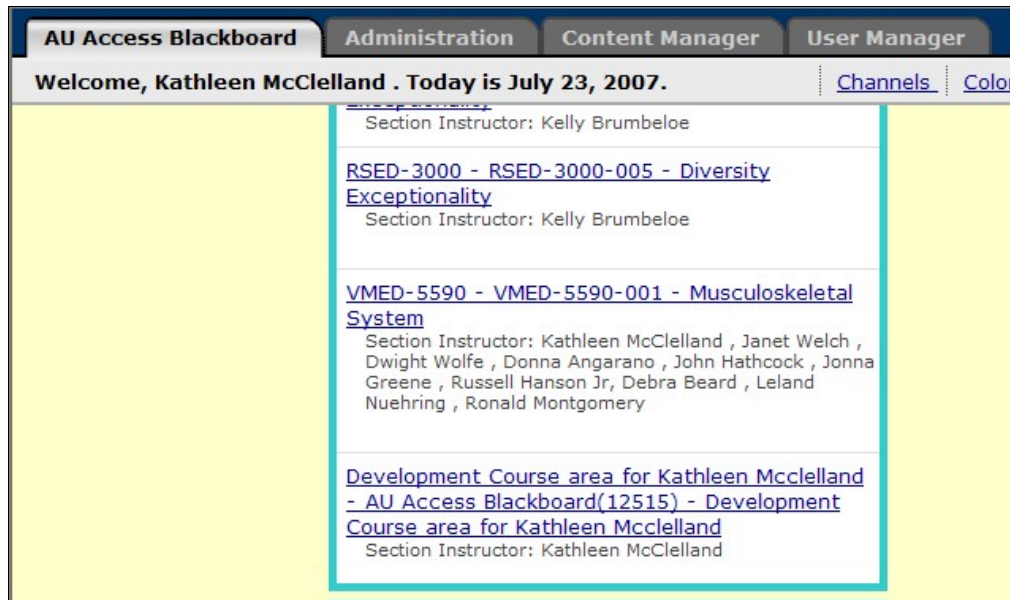 AU Access Blackboard Administration Content Manager User Manager
Welcome, Kathleen McClelland . Today is July 23, 2007. Channels Colo
Exceptionality
Section Instructor: Kelly Brumbeloe
RSED-3000 - RSED-3000-005 - Diversity
Exceptionality
Section Instructor: Kelly Brumbeloe
VMED-5590 - VMED-5590-001 - Musculoskeletal
System
Section Instructor: Kathleen McClelland , Janet Welch ,
Dwight Wolfe , Donna Angarano , John Hathcock , Jonna
Greene , Russell Hanson Jr, Debra Beard , Leland
Nuehring , Ronald Montgomery
Development Course area for Kathleen Mcclelland
- AU Access Blackboard(12515) - Development
Course area for Kathleen Mcclelland
Section Instructor: Kathleen McClelland